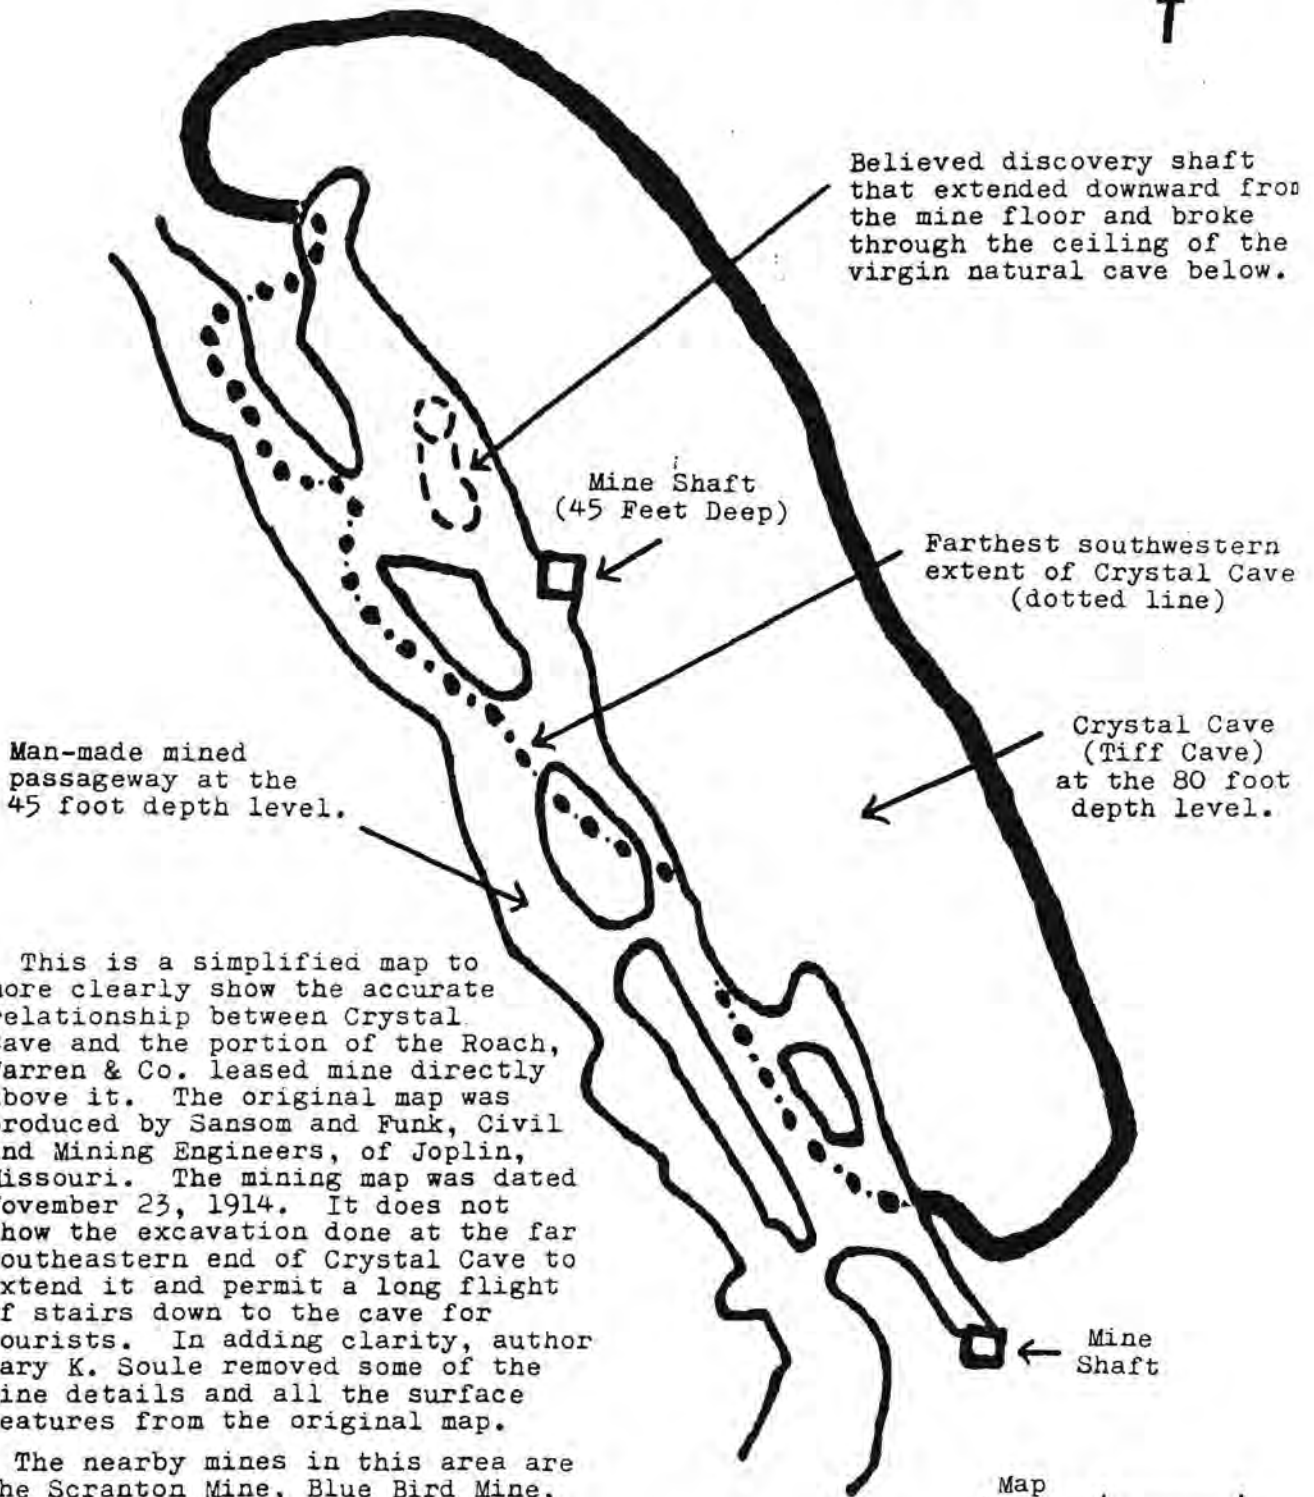 Believed discovery shaft
that extended downward from
the mine floor and broke
through the ceiling of the
virgin natural cave below.
Mine Shaft
(45 Feet Deep)
Farthest southwestern
extent of Crystal Cave
(dotted line)
Crystal Cave
(Tiff Cave)
at the 80 foot
depth level.
Man-made mined
passageway at the
45 foot depth level.
This is a simplified map to
more clearly show the accurate
relationship between Crystal
Cave and the portion of the Roach,
Warren & Co. leased mine directly
above it. The original map was
produced by Sansom and Funk, Civil
and Mining Engineers, of Joplin,
Missouri. The mining map was dated
November 23, 1914. It does not
how the excavation done at the far
outheastern end of Crystal Cave to
xtend it and permit a long flight
f stairs down to the cave for
ourists. In adding clarity, author
ary K. Soule removed some of the
ine details and all the surface
eatures from the original map.
The nearby mines in this area are
the Scranton Mine, Blue Bird Mine,
Mine
Shaft
Map